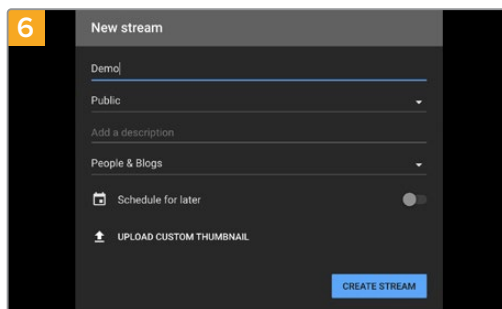 6
New stream
Demo
Public
Add a description
People & Blogs
Schedule for later
UPLOAD CUSTOM THUMBNAIL
CREATE STREAM